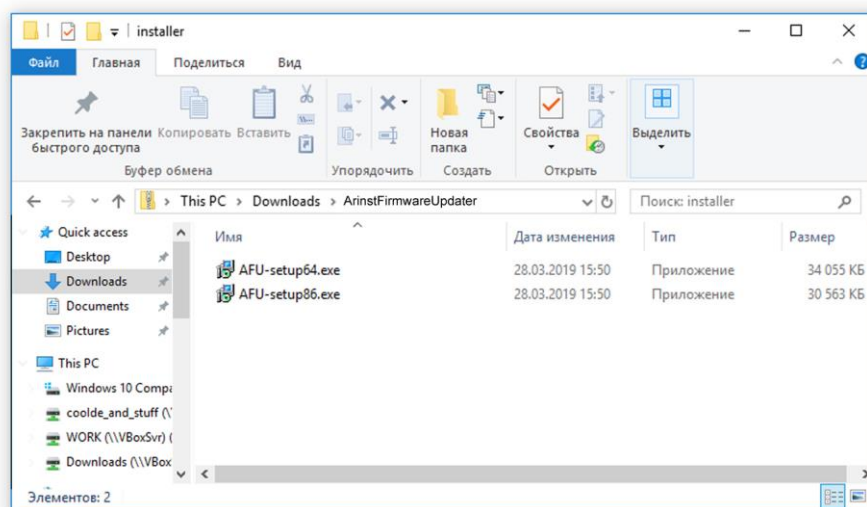 installer
Файл Главная Поделиться Вид
Закрепить на панели быстрого доступа
Копировать
Вставить
Новая папка
Свойства
Выделить
Буфер обмена
Упорядочить
Создать
Открыть
This PC > Downloads > ArinstFirmwareUpdater
Поиск: installer
Quick access
Desktop
Downloads
Documents
Pictures
This PC
Windows 10 Compa
coolde_and_stuff (\\
WORK (\\VBoxSvr) (
Downloads (\\VBox
Имя Дата изменения Тип Размер
AFU-setup64.exe 28.03.2019 15:50 Приложение 34 055 КБ
AFU-setup86.exe 28.03.2019 15:50 Приложение 30 563 КБ
Элементов: 2